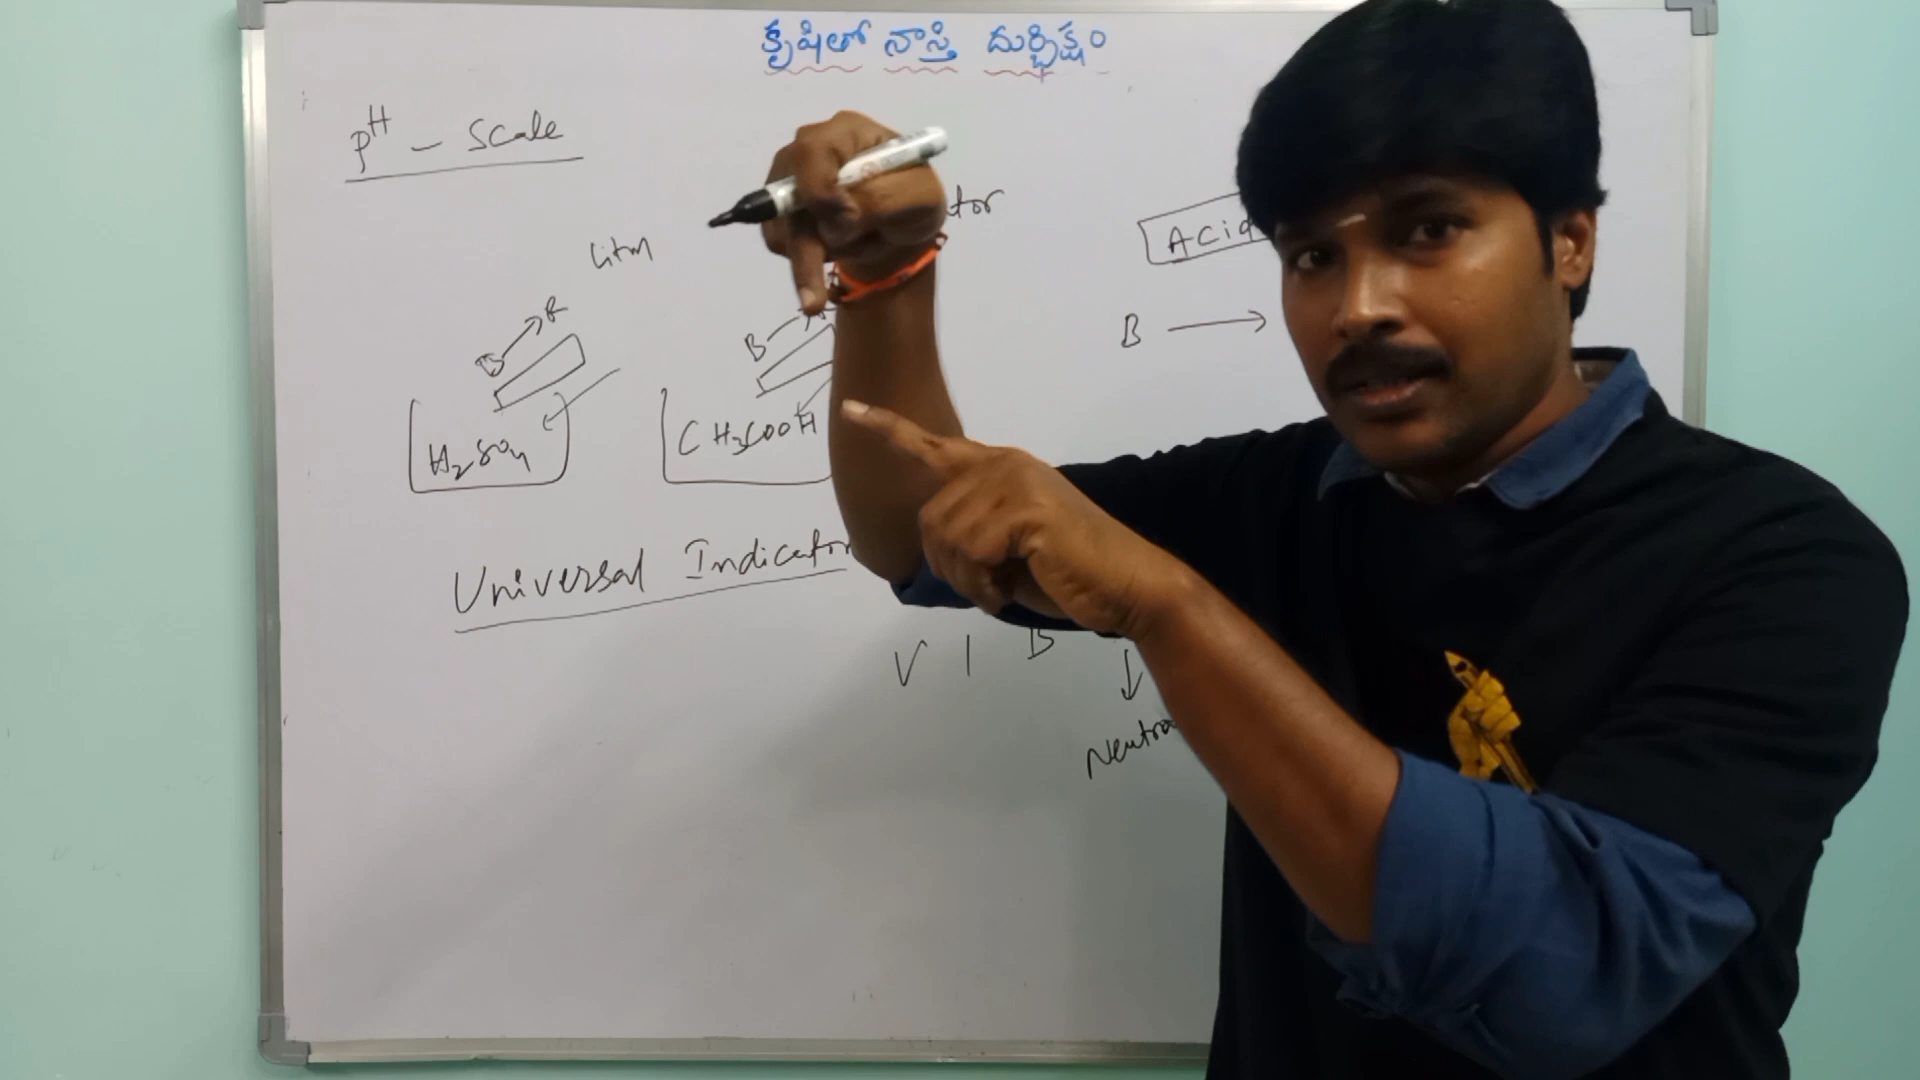 కృషితో నాస్తి దుర్భిక్షం
pH - Scale
tor
Litm
Acid
B → R
B
B →
H2SO4
CH3COOH
Universal Indicator
V I B
↓
Neutra